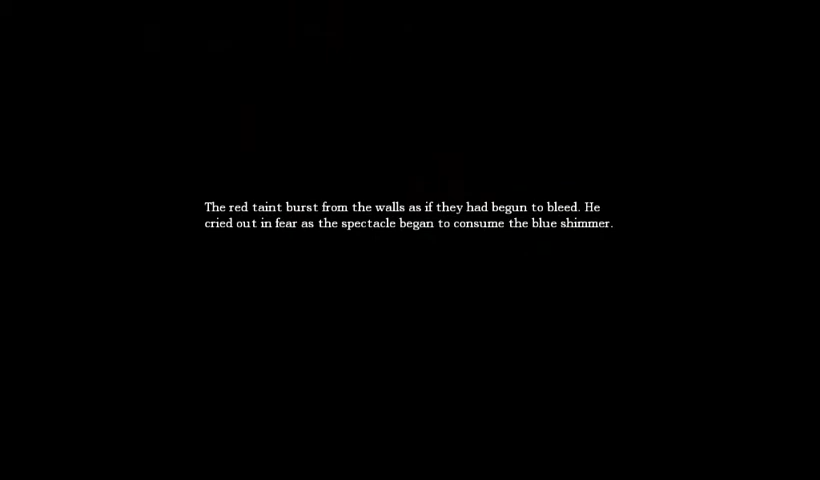 The red taint burst from the walls as if they had begun to bleed. He
cried out in fear as the spectacle began to consume the blue shimmer.